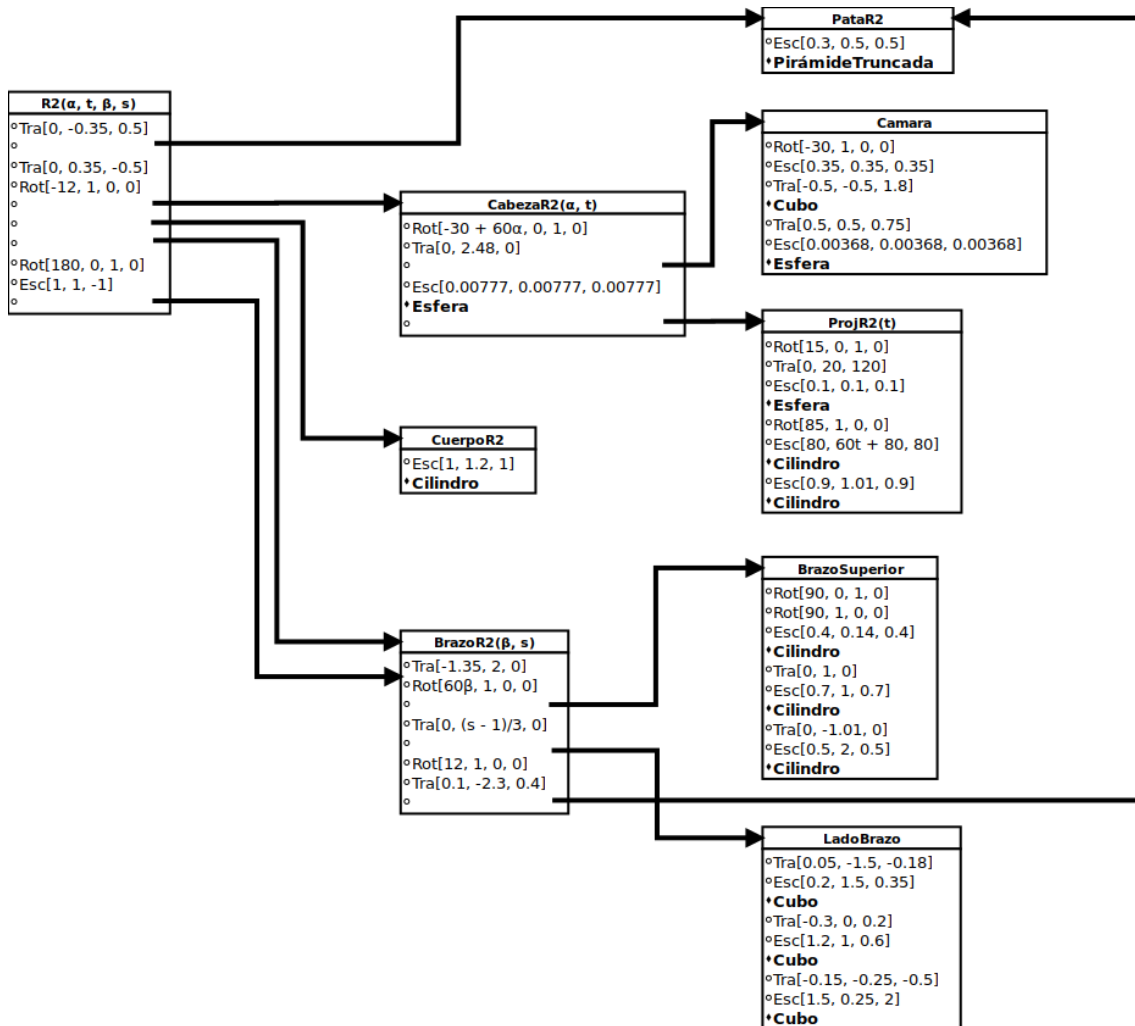 PataR2
Esc[0.3, 0.5, 0.5]
PirámideTruncada
R2(α, t, β, s)
Tra[0, -0.35, 0.5]
Tra[0, 0.35, -0.5]
Rot[-12, 1, 0, 0]
Rot[180, 0, 1, 0]
Esc[1, 1, -1]
Camara
Rot[-30, 1, 0, 0]
Esc[0.35, 0.35, 0.35]
Tra[-0.5, -0.5, 1.8]
Cubo
Tra[0.5, 0.5, 0.75]
Esc[0.00368, 0.00368, 0.00368]
Esfera
CabezaR2(α, t)
Rot[-30 + 60α, 0, 1, 0]
Tra[0, 2.48, 0]
Esc[0.00777, 0.00777, 0.00777]
Esfera
ProjR2(t)
Rot[15, 0, 1, 0]
Tra[0, 20, 120]
Esc[0.1, 0.1, 0.1]
Esfera
Rot[85, 1, 0, 0]
Esc[80, 60t + 80, 80]
Cilindro
Esc[0.9, 1.01, 0.9]
Cilindro
CuerpoR2
Esc[1, 1.2, 1]
Cilindro
BrazoSuperior
Rot[90, 0, 1, 0]
Rot[90, 1, 0, 0]
Esc[0.4, 0.14, 0.4]
Cilindro
Tra[0, 1, 0]
Esc[0.7, 1, 0.7]
Cilindro
Tra[0, -1.01, 0]
Esc[0.5, 2, 0.5]
Cilindro
BrazoR2(β, s)
Tra[-1.35, 2, 0]
Rot[60β, 1, 0, 0]
Tra[0, (s - 1)/3, 0]
Rot[12, 1, 0, 0]
Tra[0.1, -2.3, 0.4]
LadoBrazo
Tra[0.05, -1.5, -0.18]
Esc[0.2, 1.5, 0.35]
Cubo
Tra[-0.3, 0, 0.2]
Esc[1.2, 1, 0.6]
Cubo
Tra[-0.15, -0.25, -0.5]
Esc[1.5, 0.25, 2]
Cubo